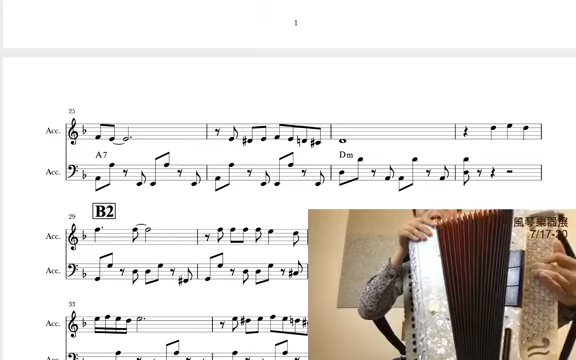 1
25
Acc.
A7
Dm
Acc.
B2
29
Acc.
Acc.
33
Acc.
Acc.
風琴樂器展
7/17-20